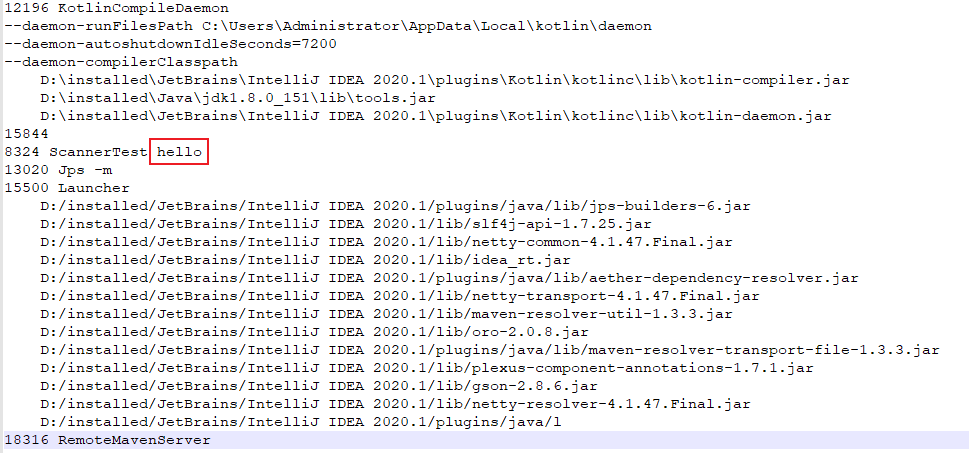 12196 KotlinCompileDaemon
--daemon-runFilesPath C:\Users\Administrator\AppData\Local\kotlin\daemon
--daemon-autoshutdownIdleSeconds=7200
--daemon-compilerClasspath
D:\installed\JetBrains\IntelliJ IDEA 2020.1\plugins\Kotlin\kotlinc\lib\kotlin-compiler.jar
D:\installed\Java\jdk1.8.0_151\lib\tools.jar
D:\installed\JetBrains\IntelliJ IDEA 2020.1\plugins\Kotlin\kotlinc\lib\kotlin-daemon.jar
15844
8324 ScannerTest hello
13020 Jps -m
15500 Launcher
D:/installed/JetBrains/IntelliJ IDEA 2020.1/plugins/java/lib/jps-builders-6.jar
D:/installed/JetBrains/IntelliJ IDEA 2020.1/lib/slf4j-api-1.7.25.jar
D:/installed/JetBrains/IntelliJ IDEA 2020.1/lib/netty-common-4.1.47.Final.jar
D:/installed/JetBrains/IntelliJ IDEA 2020.1/lib/idea_rt.jar
D:/installed/JetBrains/IntelliJ IDEA 2020.1/plugins/java/lib/aether-dependency-resolver.jar
D:/installed/JetBrains/IntelliJ IDEA 2020.1/lib/netty-transport-4.1.47.Final.jar
D:/installed/JetBrains/IntelliJ IDEA 2020.1/lib/maven-resolver-util-1.3.3.jar
D:/installed/JetBrains/IntelliJ IDEA 2020.1/lib/oro-2.0.8.jar
D:/installed/JetBrains/IntelliJ IDEA 2020.1/plugins/java/lib/maven-resolver-transport-file-1.3.3.jar
D:/installed/JetBrains/IntelliJ IDEA 2020.1/lib/plexus-component-annotations-1.7.1.jar
D:/installed/JetBrains/IntelliJ IDEA 2020.1/lib/gson-2.8.6.jar
D:/installed/JetBrains/IntelliJ IDEA 2020.1/lib/netty-resolver-4.1.47.Final.jar
D:/installed/JetBrains/IntelliJ IDEA 2020.1/plugins/java/l
18316 RemoteMavenServer